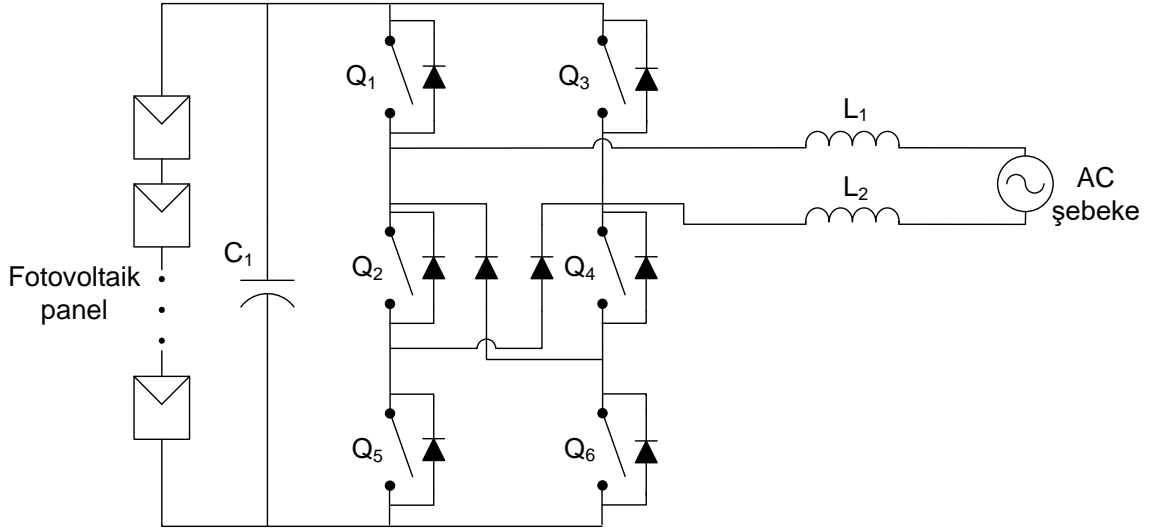 Q₁
Q₃
L₁
L₂
AC
şebeke
C₁
Q₂
Q₄
Fotovoltaik
panel
Q₅
Q₆